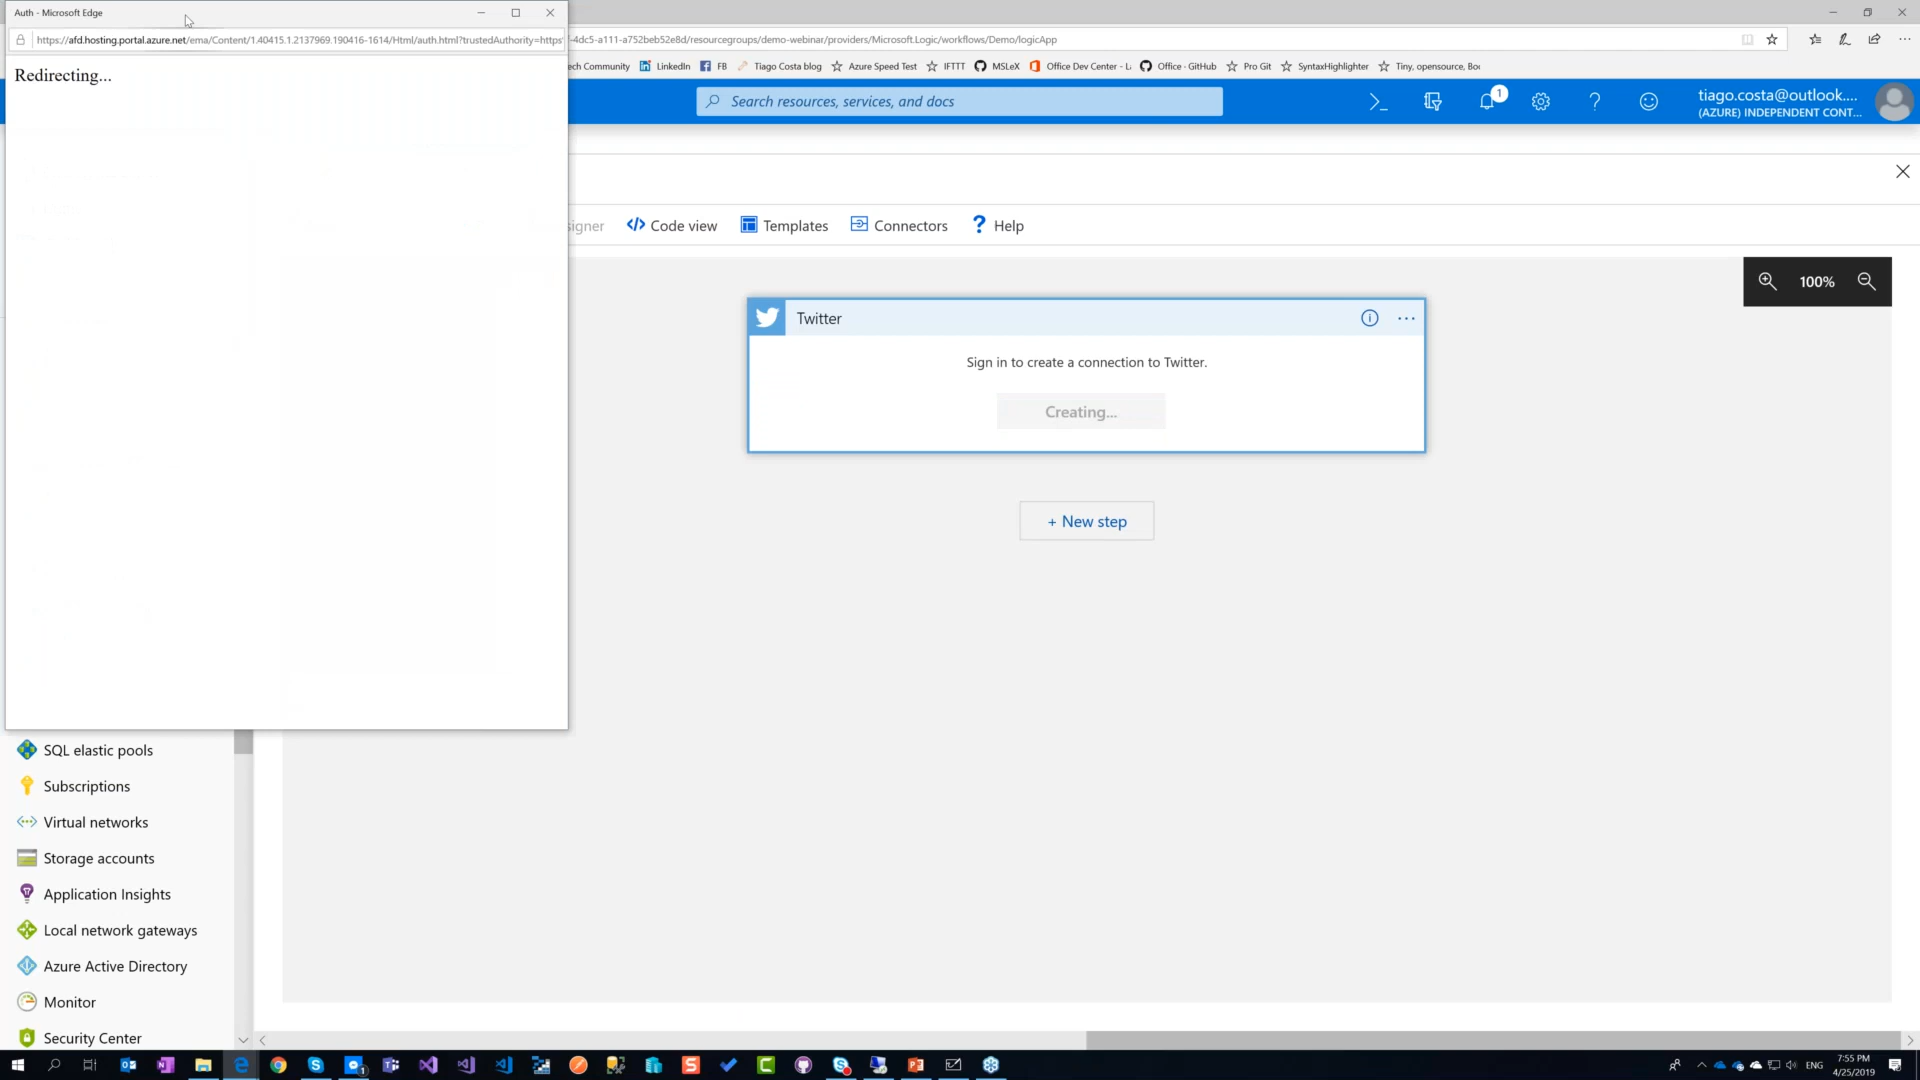 Auth - Microsoft Edge
https://afd.hosting.portal.azure.net/ema/Content/1.40415.1.2137969.190416-1614/Html/auth.html?trustedAuthority=https
-4dc5-a111-a752beb52e8d/resourcegroups/demo-webinar/providers/Microsoft.Logic/workflows/Demo/logicApp
Redirecting...
ech Community LinkedIn FB Tiago Costa blog Azure Speed Test IFTTT MSLeX Office Dev Center - L Office · GitHub Pro Git SyntaxHighlighter Tiny, opensource, Boo
Search resources, services, and docs
1
tiago.costa@outlook....
(AZURE) INDEPENDENT CONT...
igner Code view Templates Connectors Help
100%
Twitter
Sign in to create a connection to Twitter.
Creating...
+ New step
SQL elastic pools
Subscriptions
Virtual networks
Storage accounts
Application Insights
Local network gateways
Azure Active Directory
Monitor
Security Center
ENG
7:55 PM
4/25/2019